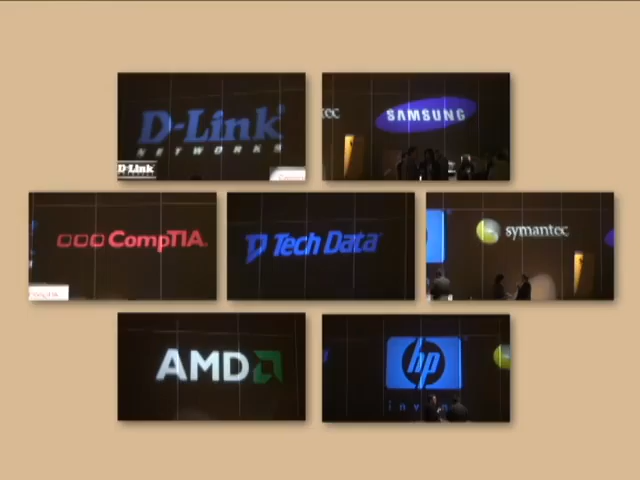 D-Link
NETWORKS
D-Link
SAMSUNG
CompTIA.
Tech Data
symantec
AMD
hp